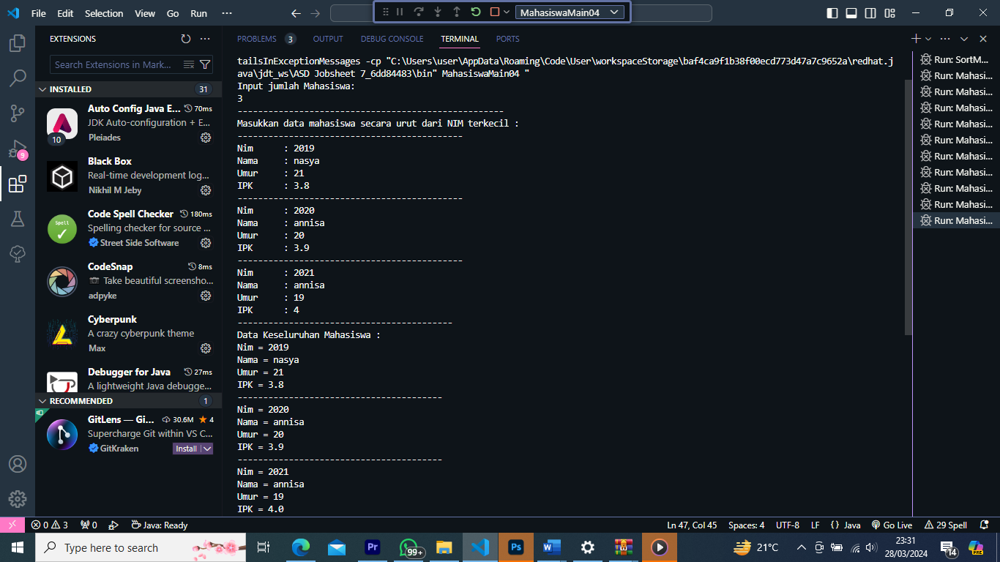 File Edit Selection View Go Run ···
MahasiswaMain04
EXTENSIONS
Search Extensions in Mark...
INSTALLED 31
Auto Config Java E... 70ms
JDK Auto-configuration + E...
Pleiades
10
Black Box
Real-time development log...
Nikhil M Jeby
Code Spell Checker 180ms
Spelling checker for source ...
Street Side Software
Spell
CodeSnap 8ms
Take beautiful screensho...
adpyke
Cyberpunk
A crazy cyberpunk theme
Max
Debugger for Java 27ms
A lightweight Java debugge...
RECOMMENDED 1
GitLens — Gi... 30.6M 4
Supercharge Git within VS C...
GitKraken Install
9
PROBLEMS 3 OUTPUT DEBUG CONSOLE TERMINAL PORTS
tailsInExceptionMessages -cp "C:\Users\user\AppData\Roaming\Code\User\workspaceStorage\baf4ca9f1b38f00ecd773d47a7c9652a\redhat.j
ava\jdt_ws\ASD Jobsheet 7_6dd84483\bin" MahasiswaMain04 "
Input jumlah Mahasiswa:
3
----------------------------------------------------
Masukkan data mahasiswa secara urut dari NIM terkecil :
--------------------------------------------
Nim : 2019
Nama : nasya
Umur : 21
IPK : 3.8
--------------------------------------------
Nim : 2020
Nama : annisa
Umur : 20
IPK : 3.9
--------------------------------------------
Nim : 2021
Nama : annisa
Umur : 19
IPK : 4
------------------------------------------
Data Keseluruhan Mahasiswa :
Nim = 2019
Nama = nasya
Umur = 21
IPK = 3.8
----------------------------------------
Nim = 2020
Nama = annisa
Umur = 20
IPK = 3.9
----------------------------------------
Nim = 2021
Nama = annisa
Umur = 19
IPK = 4.0
Run: SortM...
Run: Mahasi...
Run: Mahasi...
Run: Mahasi...
Run: Mahasi...
Run: Mahasi...
Run: Mahasi...
Run: Mahasi...
Run: Mahasi...
Run: Mahasi...
Run: Mahasi...
0 3 0 Java: Ready Ln 47, Col 45 Spaces: 4 UTF-8 LF {} Java Go Live 29 Spell
Type here to search Pr 99+ Ps W 21°C 23:31
28/03/2024 14 PRE